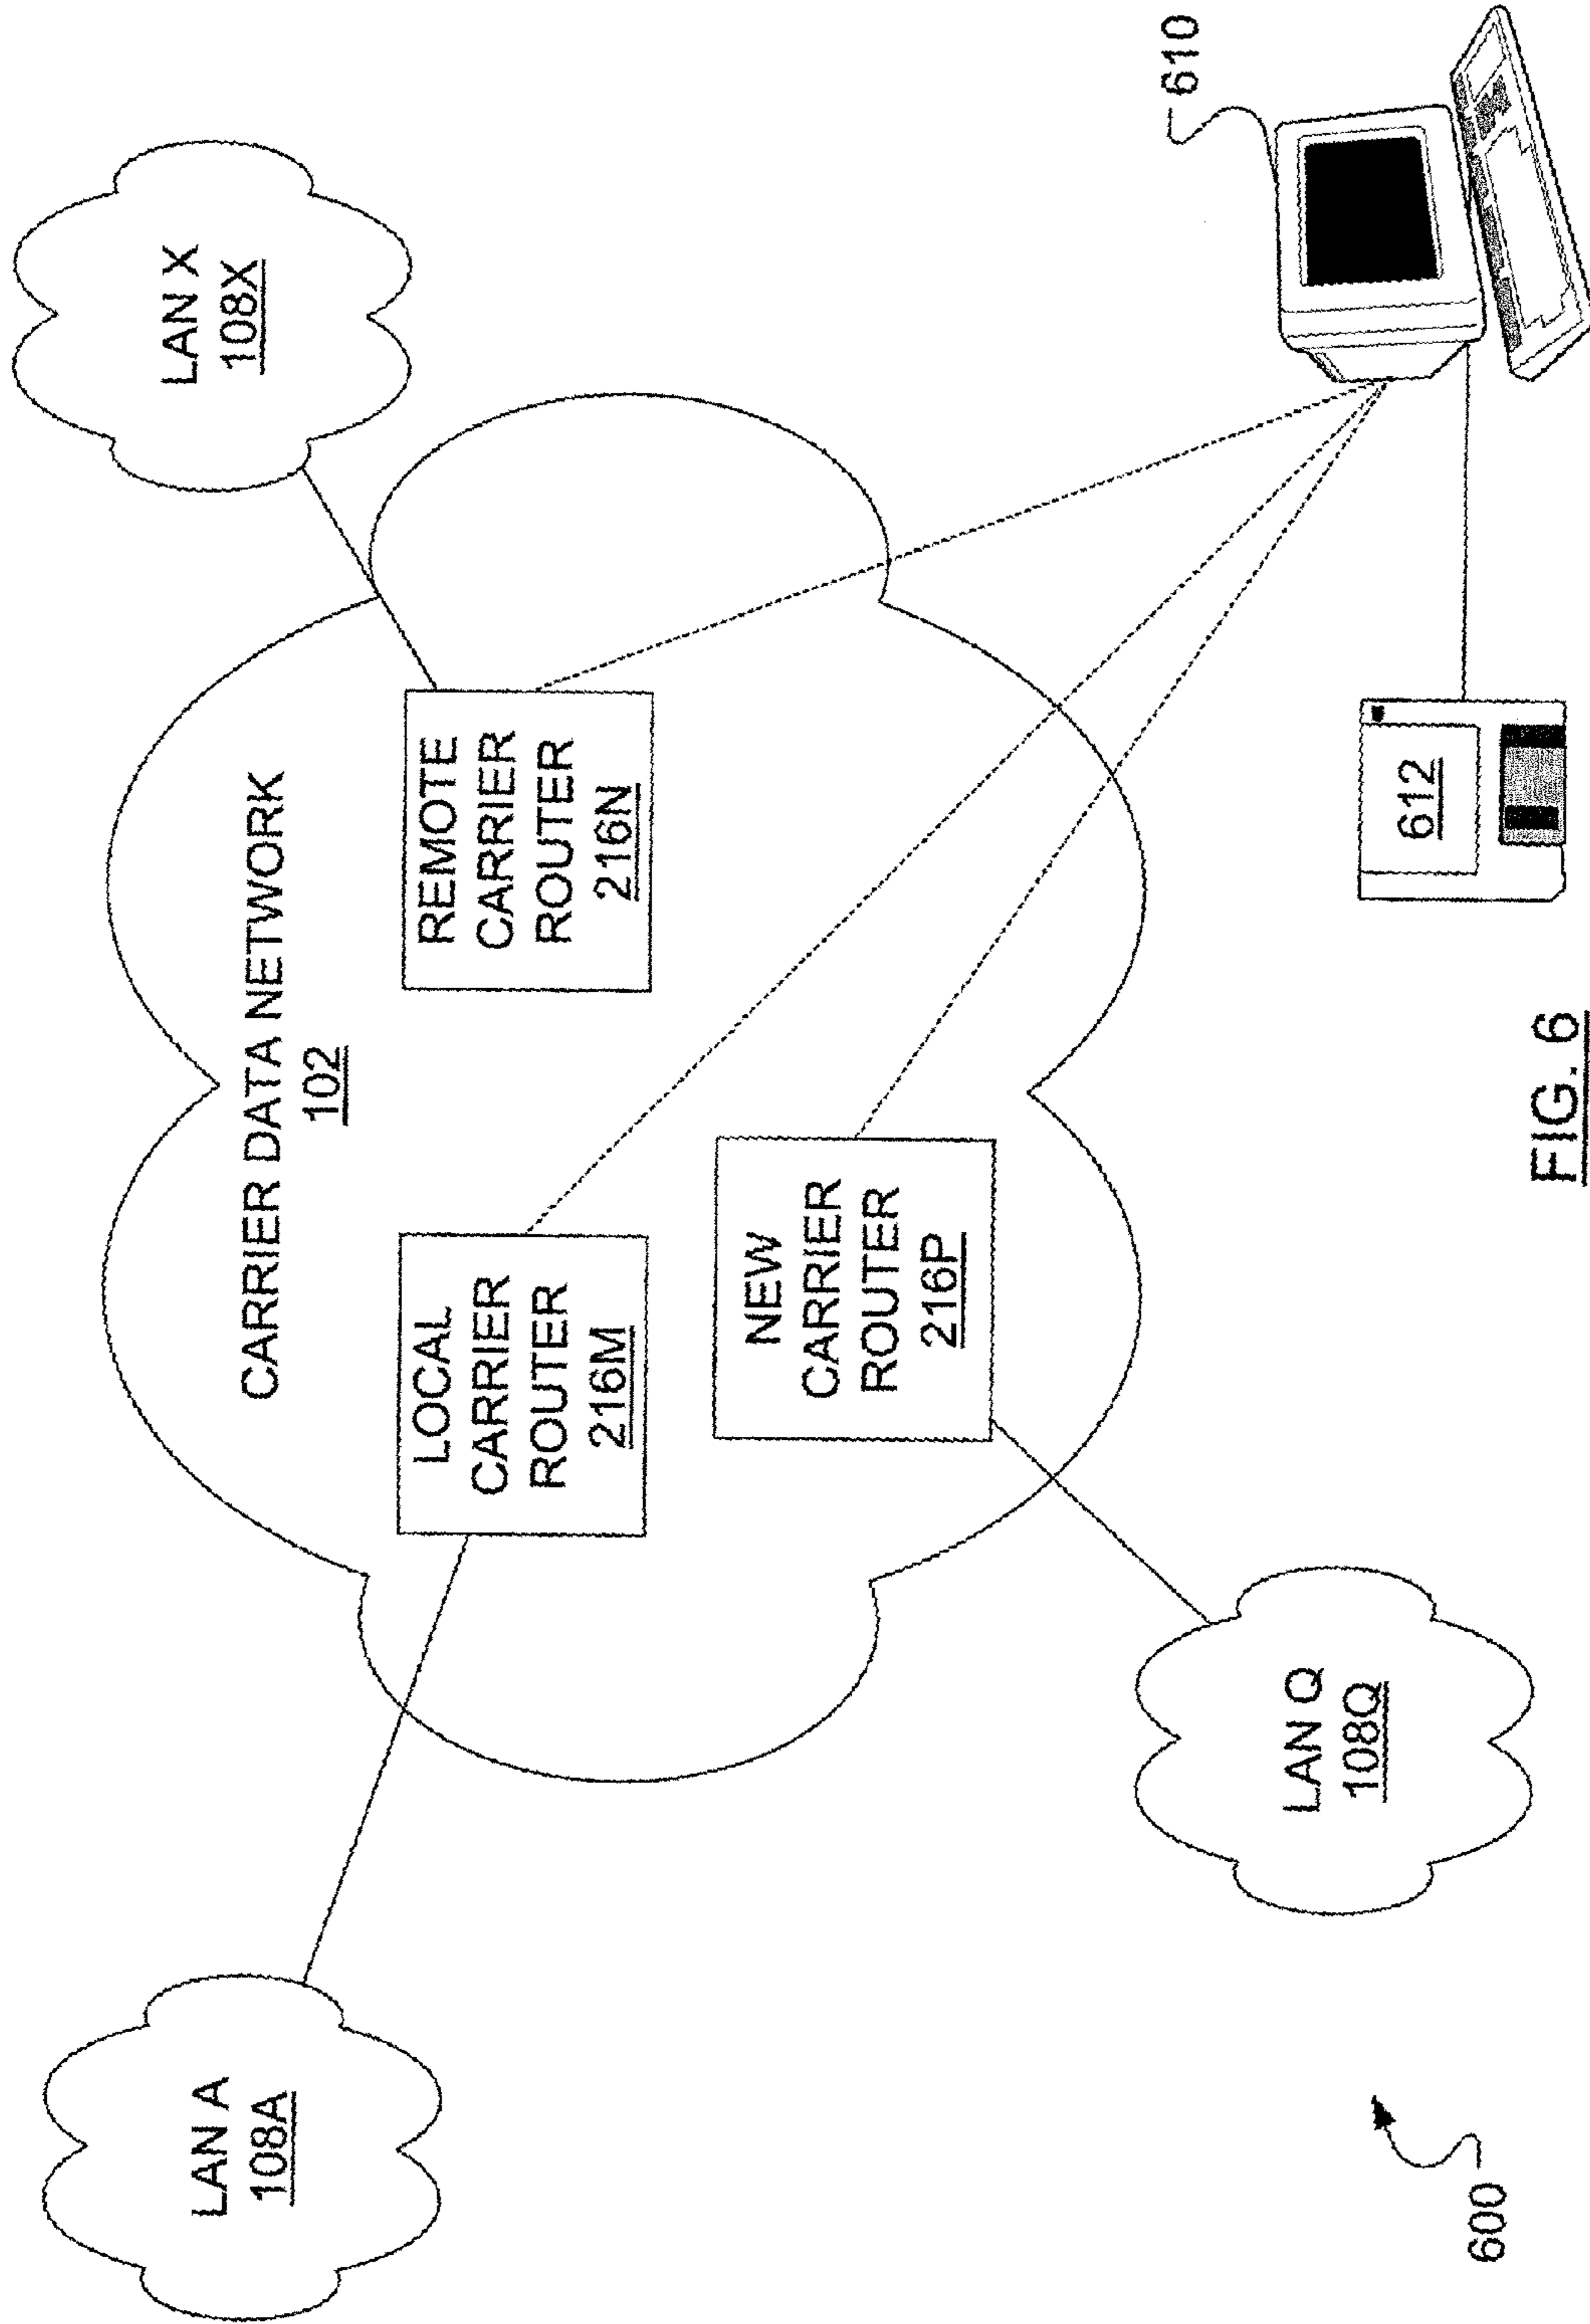 CARRIER DATA NETWORK
102
LAN A
108A
LAN X
108X
LOCAL
CARRIER
ROUTER
216M
REMOTE
CARRIER
ROUTER
216N
NEW
CARRIER
ROUTER
216P
LAN Q
108Q
610
612
600
FIG. 6